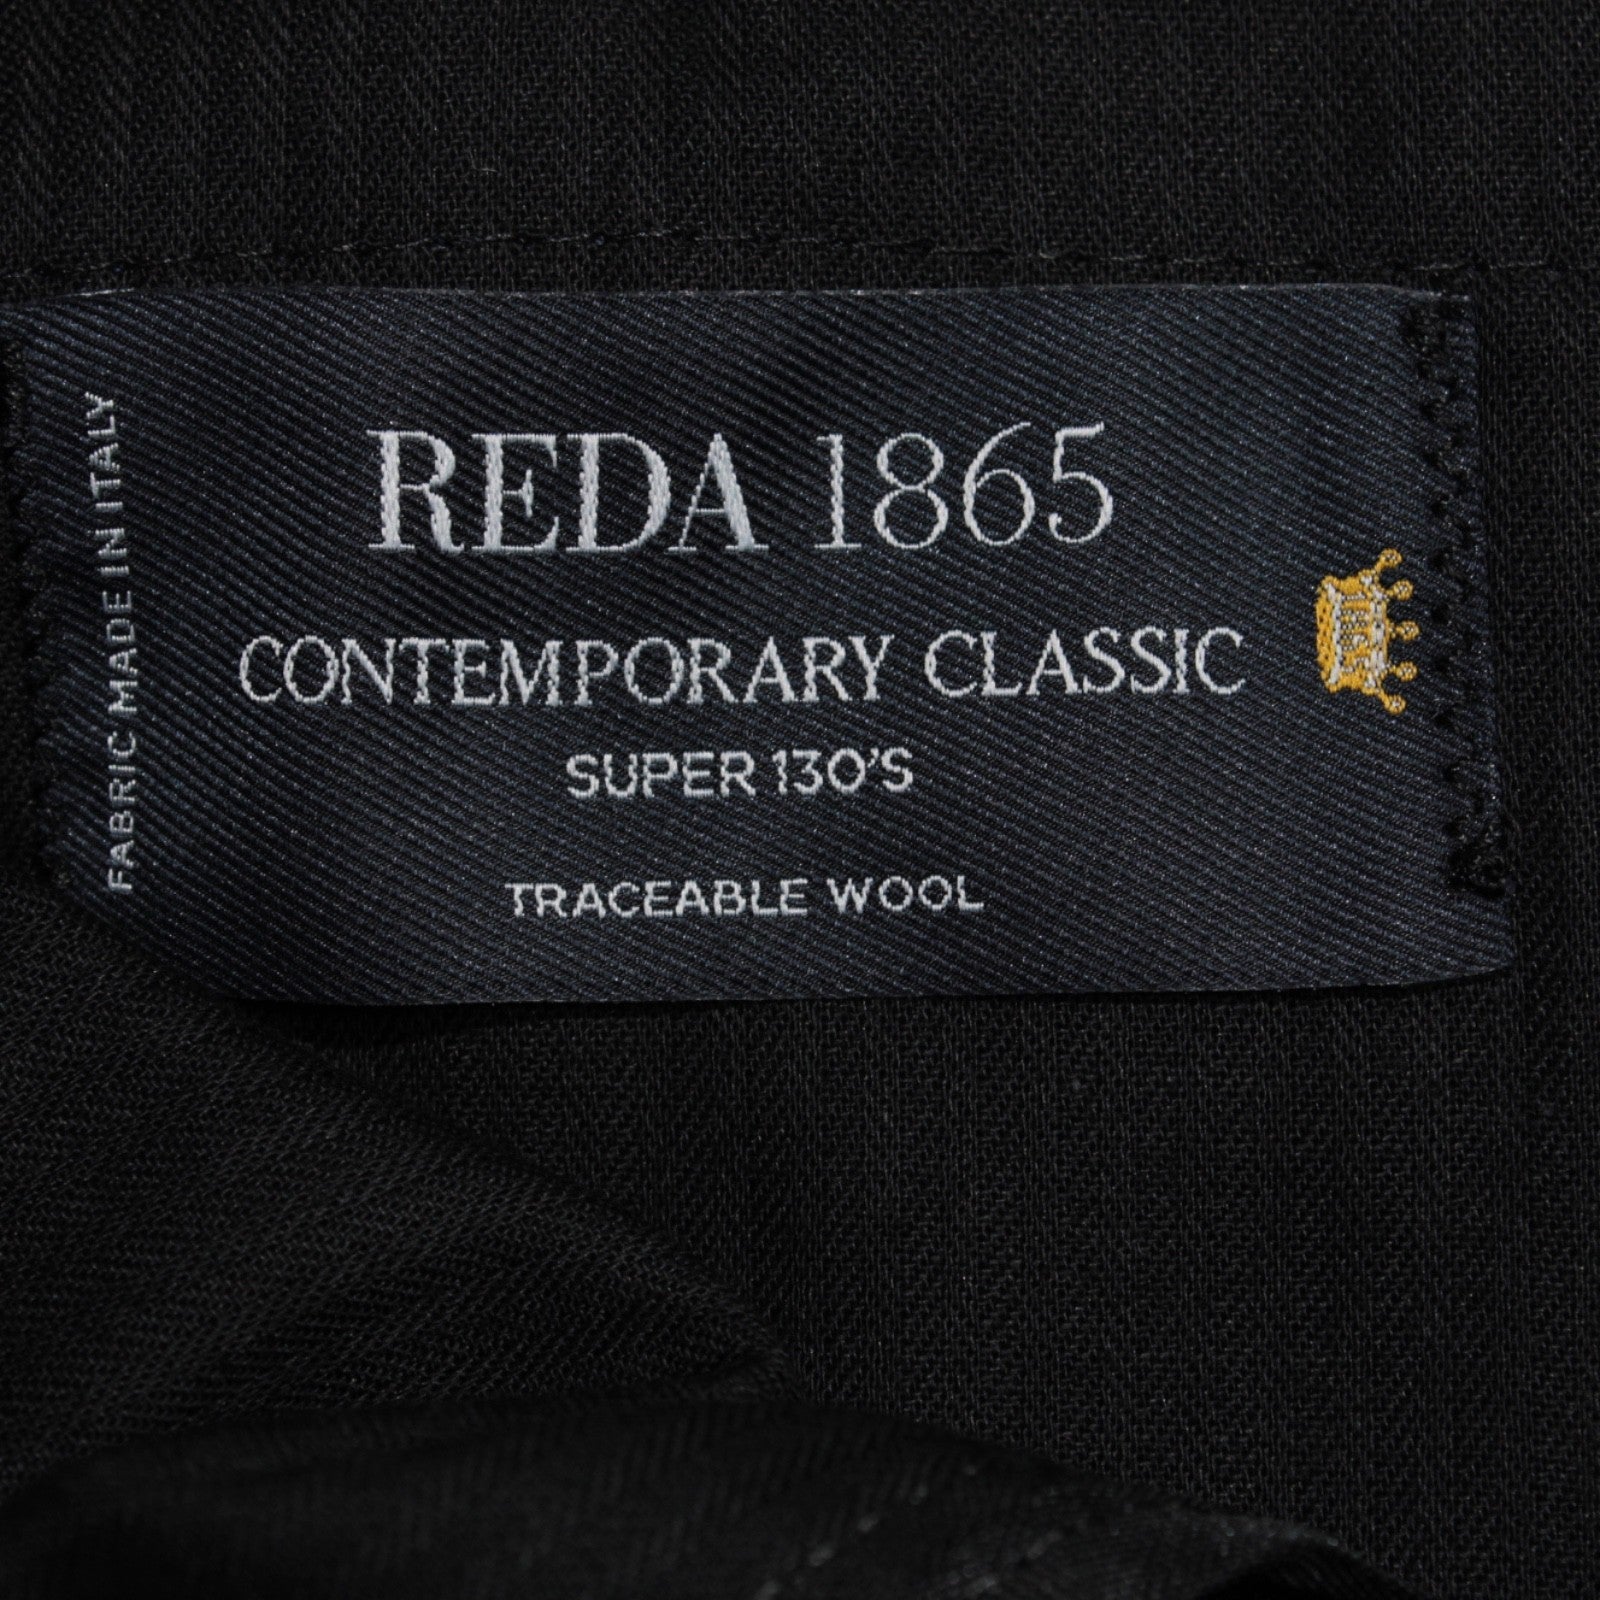 REDA 1865
CONTEMPORARY CLASSIC
SUPER 130'S
TRACEABLE WOOL
FABRIC MADE IN ITALY